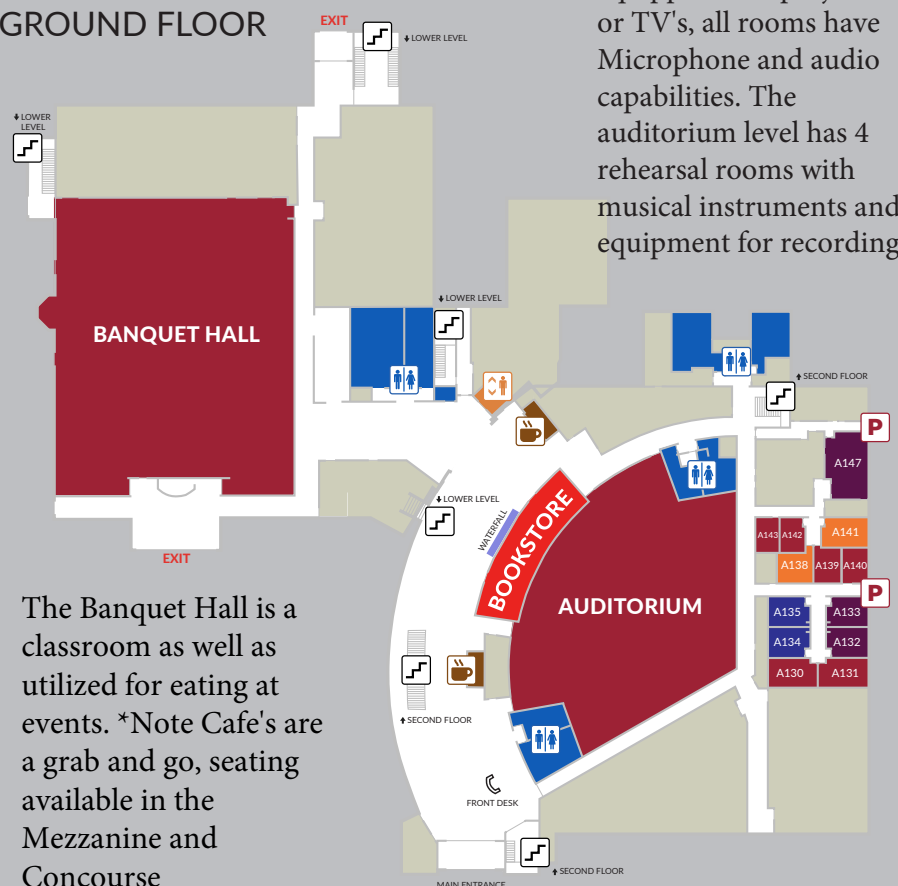 GROUND FLOOR
EXIT
LOWER LEVEL
or TV's, all rooms have
Microphone and audio
capabilities. The
auditorium level has 4
rehearsal rooms with
musical instruments and
equipment for recording
LOWER
LEVEL
BANQUET HALL
LOWER LEVEL
SECOND FLOOR
P
A147
LOWER LEVEL
WATERFALL
BOOKSTORE
A143
A142
A141
A138
A139
A140
EXIT
P
AUDITORIUM
A135
A133
A134
A132
A130
A131
The Banquet Hall is a
classroom as well as
utilized for eating at
events. *Note Cafe's are
a grab and go, seating
available in the
Mezzanine and
Concourse
SECOND FLOOR
FRONT DESK
SECOND FLOOR
MAIN ENTRANCE